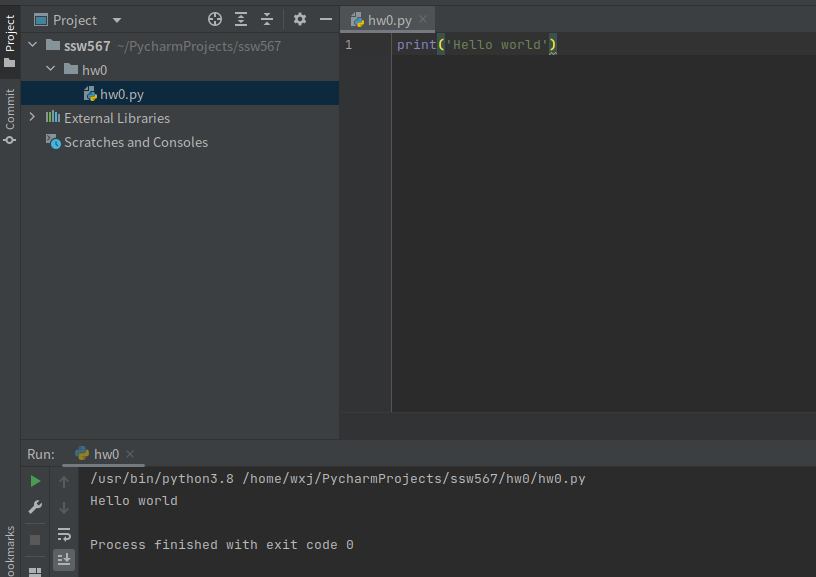 Project
Commit
ookmarks
Project
ssw567 ~/PycharmProjects/ssw567
hw0
hw0.py
External Libraries
Scratches and Consoles
hw0.py
1 print('Hello world')
Run: hw0
/usr/bin/python3.8 /home/wxj/PycharmProjects/ssw567/hw0/hw0.py
Hello world
Process finished with exit code 0